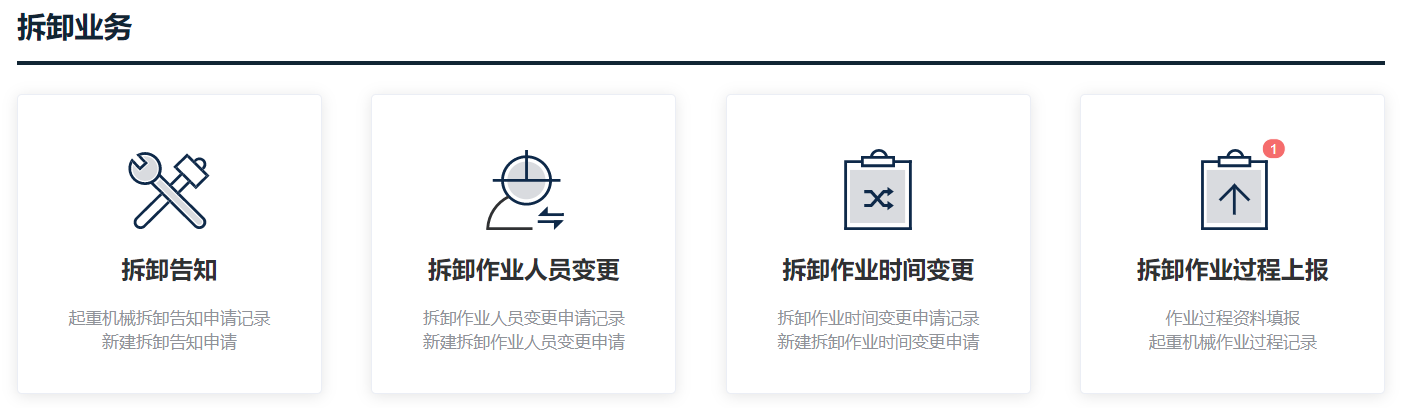 拆卸业务
1
拆卸告知
起重机械拆卸告知申请记录
新建拆卸告知申请
拆卸作业人员变更
拆卸作业人员变更申请记录
新建拆卸作业人员变更申请
拆卸作业时间变更
拆卸作业时间变更申请记录
新建拆卸作业时间变更申请
拆卸作业过程上报
作业过程资料填报
起重机械作业过程记录